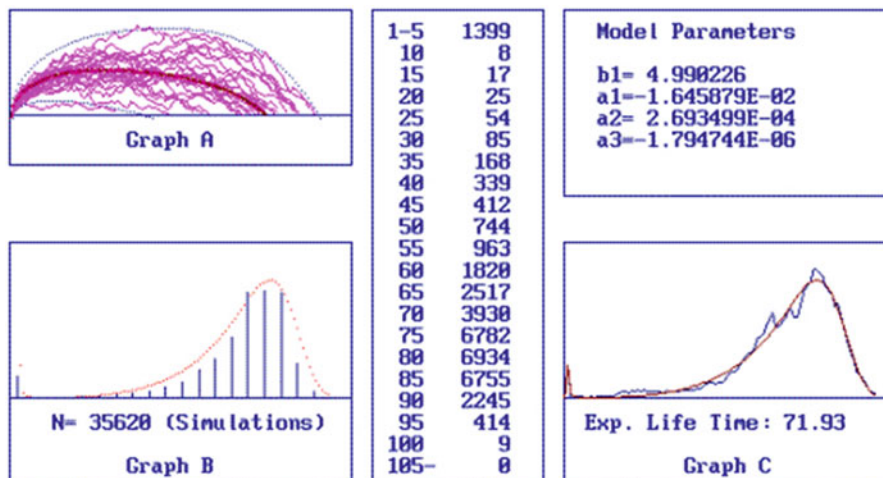 Graph A
1-5 1399
10 8
15 17
20 25
25 54
30 85
35 168
40 339
45 412
50 744
55 963
60 1820
65 2517
70 3930
75 6782
80 6934
85 6755
90 2245
95 414
100 9
105- 0
Model Parameters
b1= 4.990226
a1=-1.645879E-02
a2= 2.693499E-04
a3=-1.794744E-06
N= 35620 (Simulations)
Graph B
Exp. Life Time: 71.93
Graph C